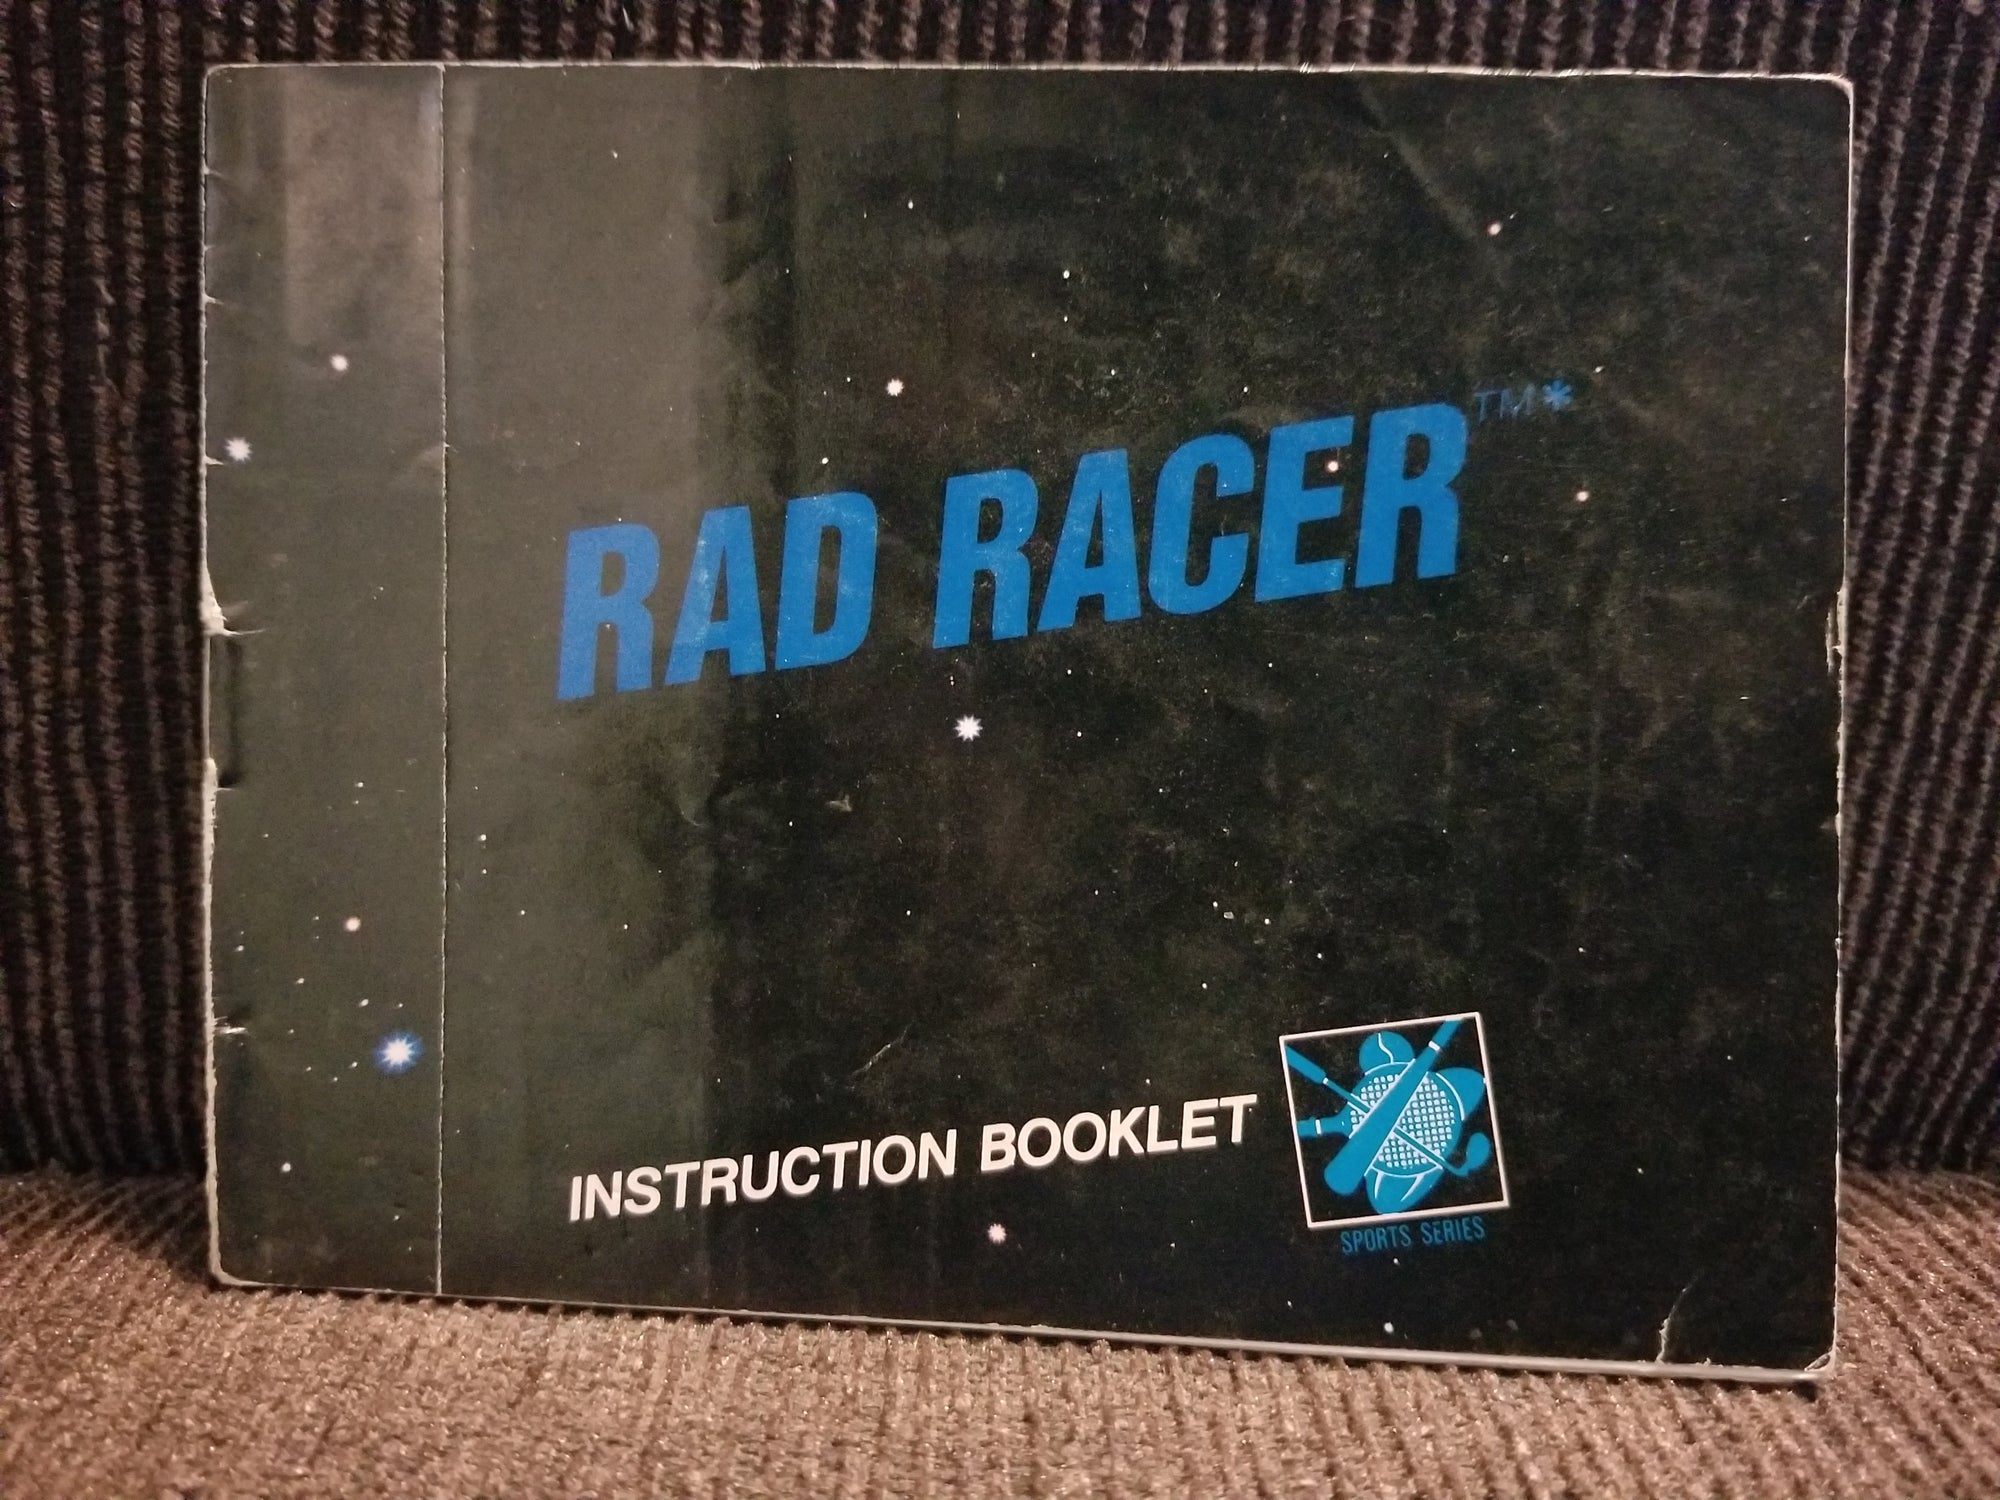 RAD RACER™*
INSTRUCTION BOOKLET
SPORTS SERIES